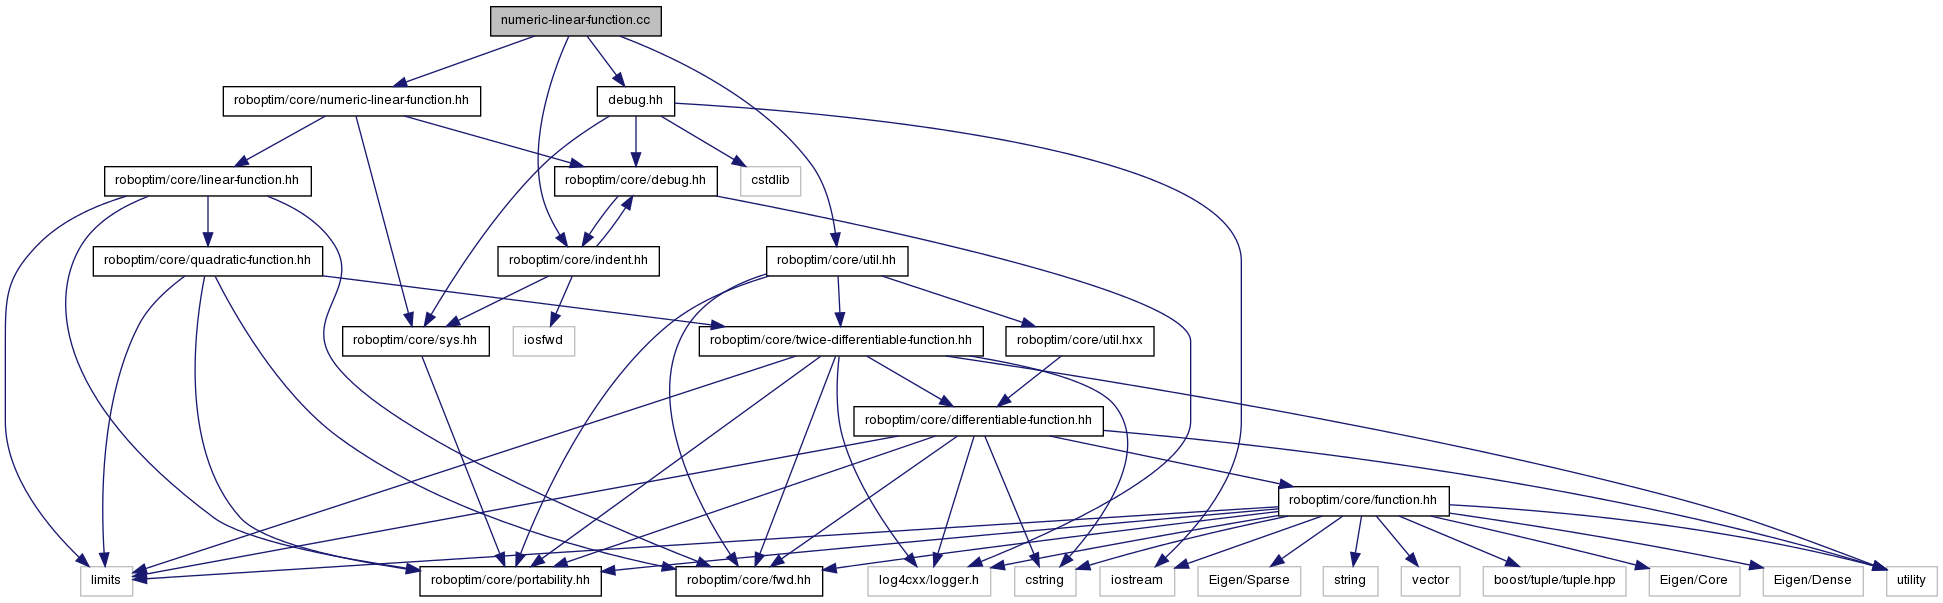 numeric-linear-function.cc
roboptim/core/numeric-linear-function.hh
debug.hh
roboptim/core/linear-function.hh
roboptim/core/debug.hh
cstdlib
roboptim/core/quadratic-function.hh
roboptim/core/indent.hh
roboptim/core/util.hh
roboptim/core/sys.hh
iosfwd
roboptim/core/twice-differentiable-function.hh
roboptim/core/util.hxx
roboptim/core/differentiable-function.hh
roboptim/core/function.hh
limits
roboptim/core/portability.hh
roboptim/core/fwd.hh
log4cxx/logger.h
cstring
iostream
Eigen/Sparse
string
vector
boost/tuple/tuple.hpp
Eigen/Core
Eigen/Dense
utility